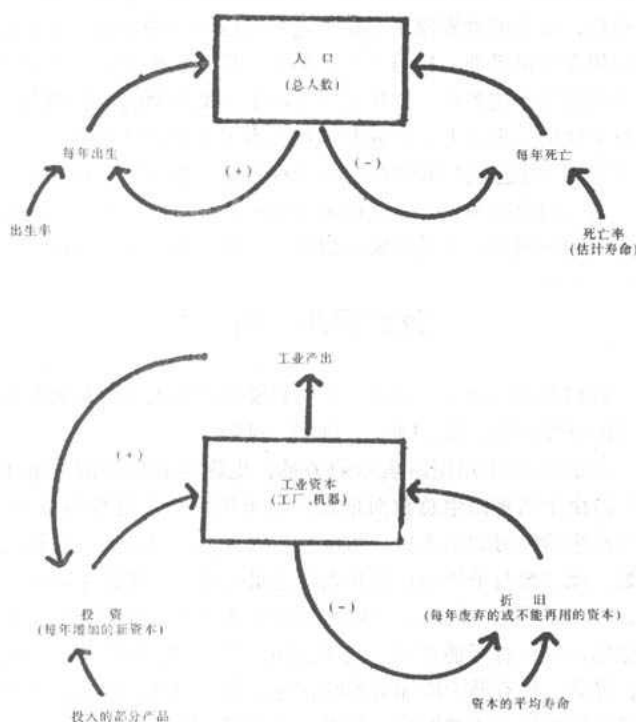 人 口
(总人数)
每年出生
(+)
(-)
每年死亡
出生率
死亡率
(估计寿命)
工业产出
(+)
工业资本
(工厂、机器)
投 资
(每年增加的新资本)
(-)
折 旧
(每年废弃的或不能再用的资本)
投入的部分产品
资本的平均寿命